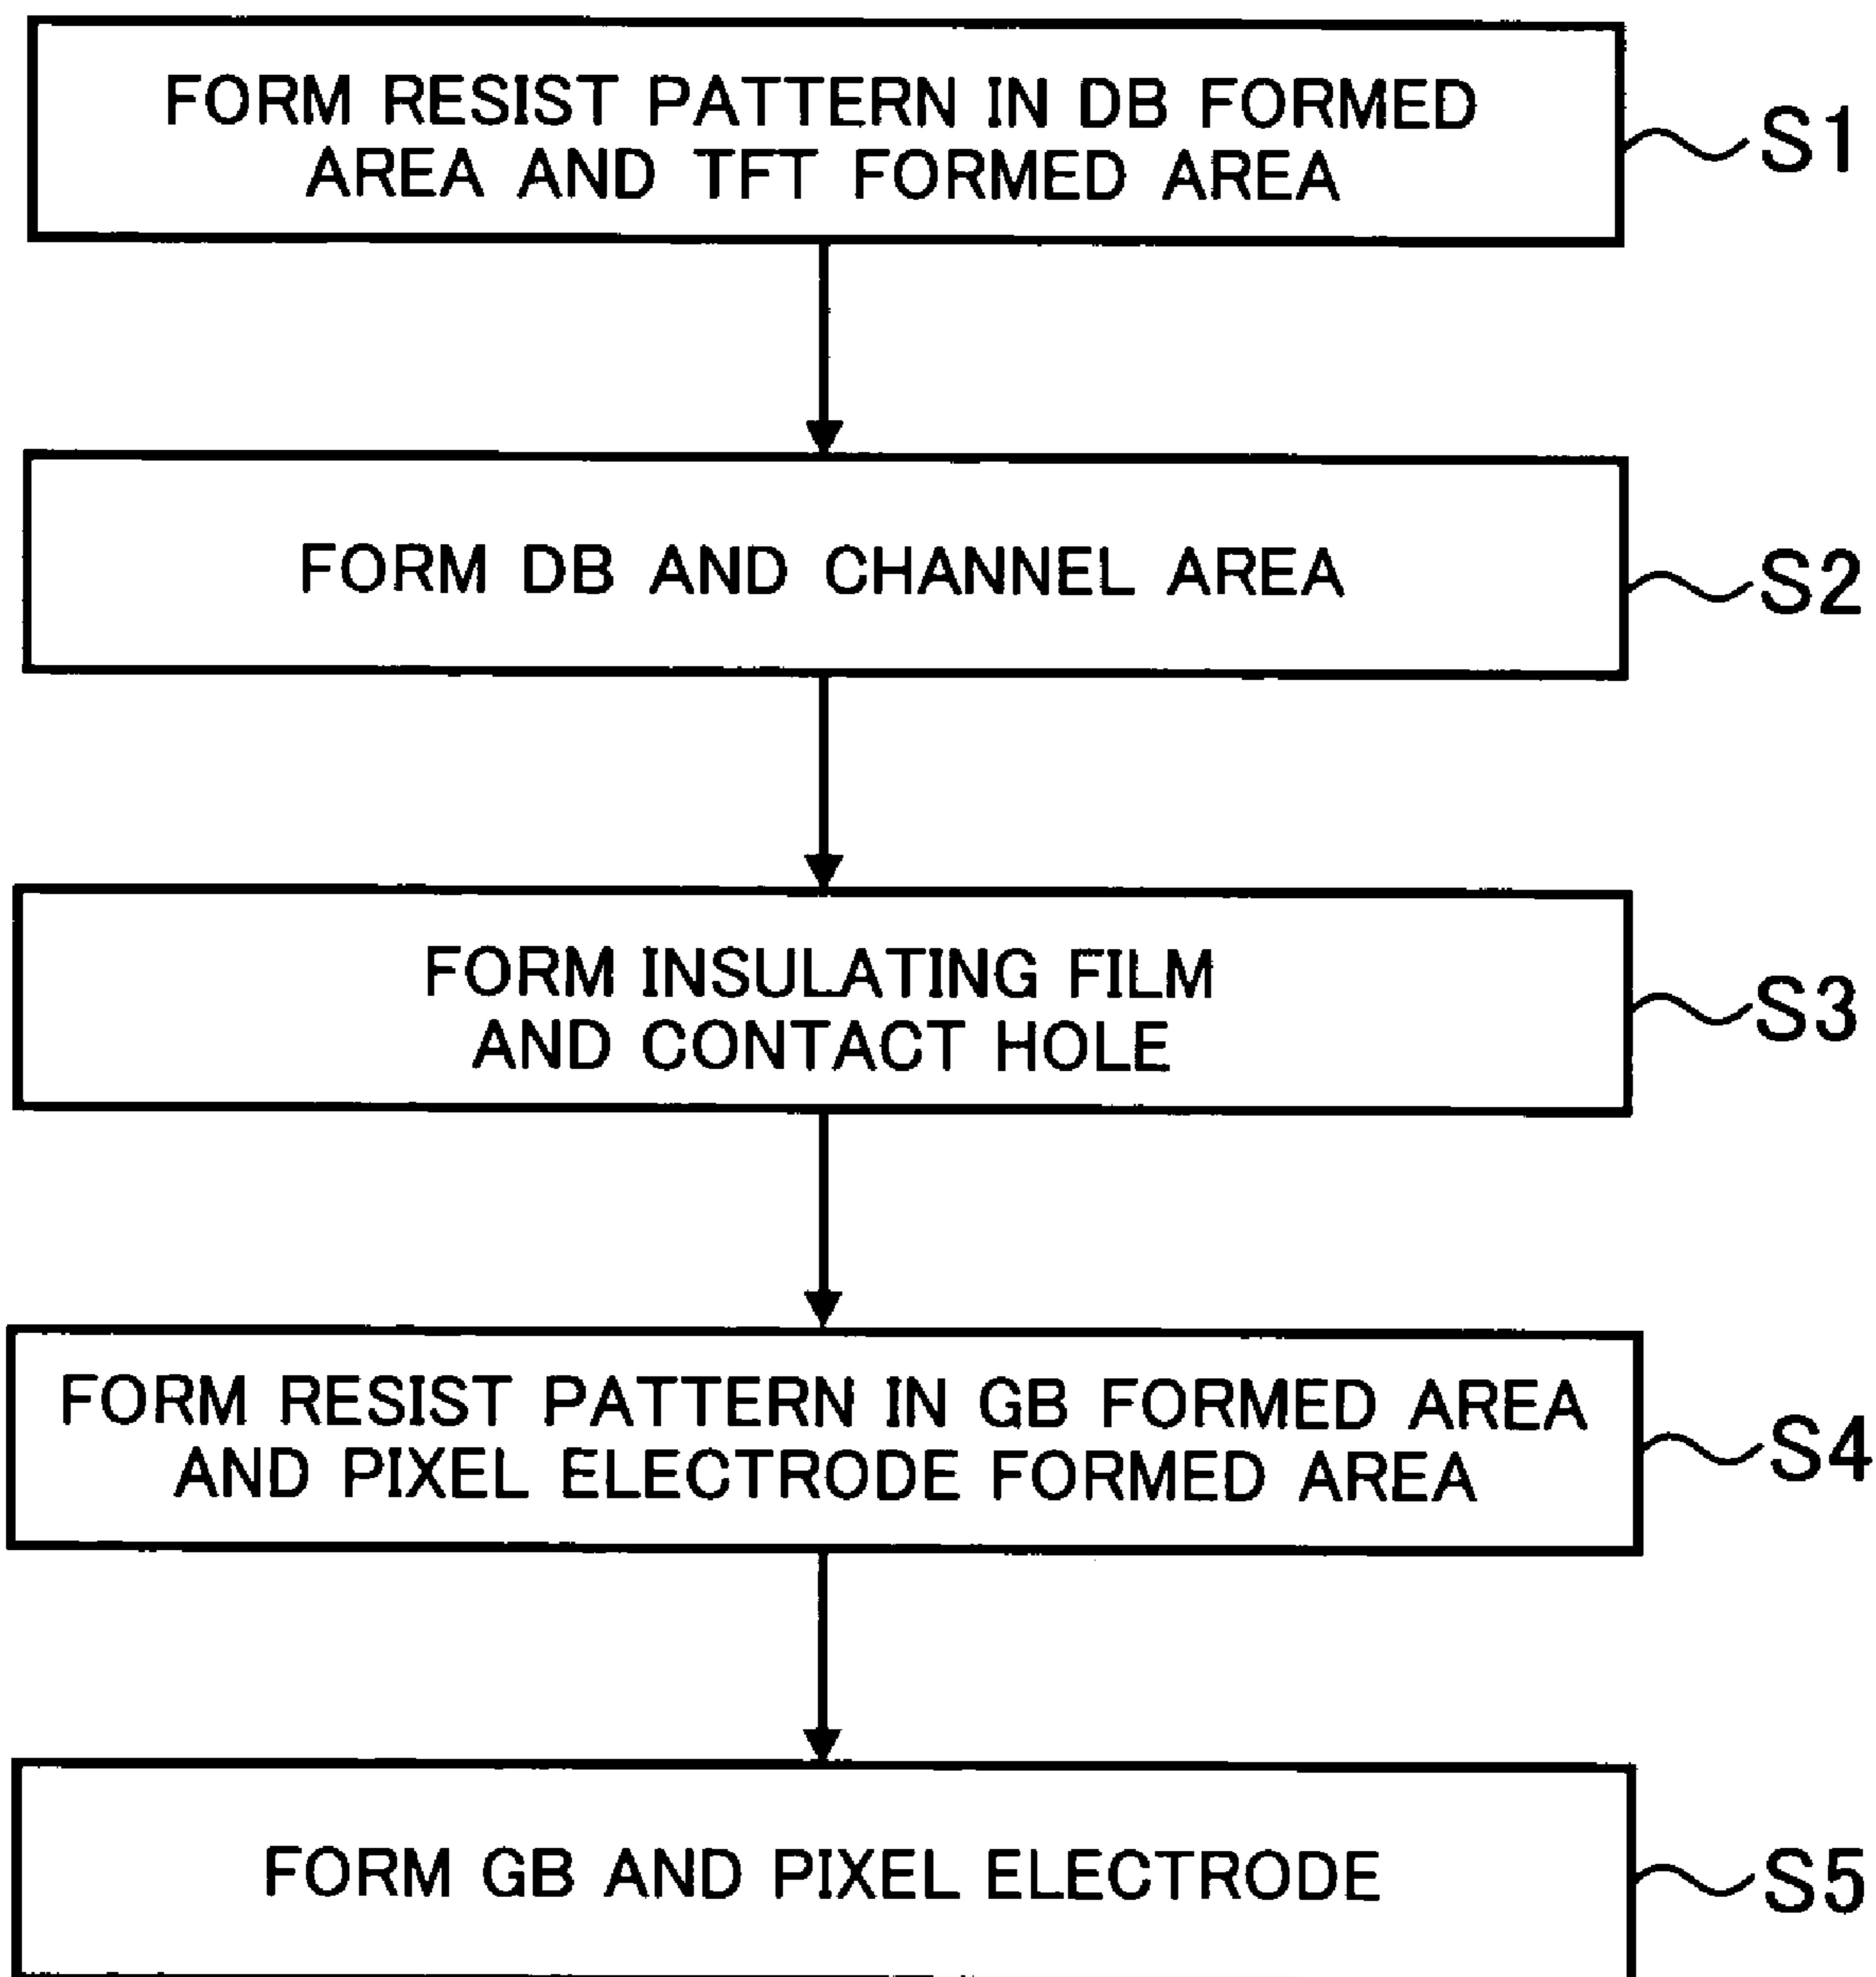 FORM RESIST PATTERN IN DB FORMED
AREA AND TFT FORMED AREA
S1
FORM DB AND CHANNEL AREA
S2
FORM INSULATING FILM
AND CONTACT HOLE
S3
FORM RESIST PATTERN IN GB FORMED AREA
AND PIXEL ELECTRODE FORMED AREA
S4
FORM GB AND PIXEL ELECTRODE
S5